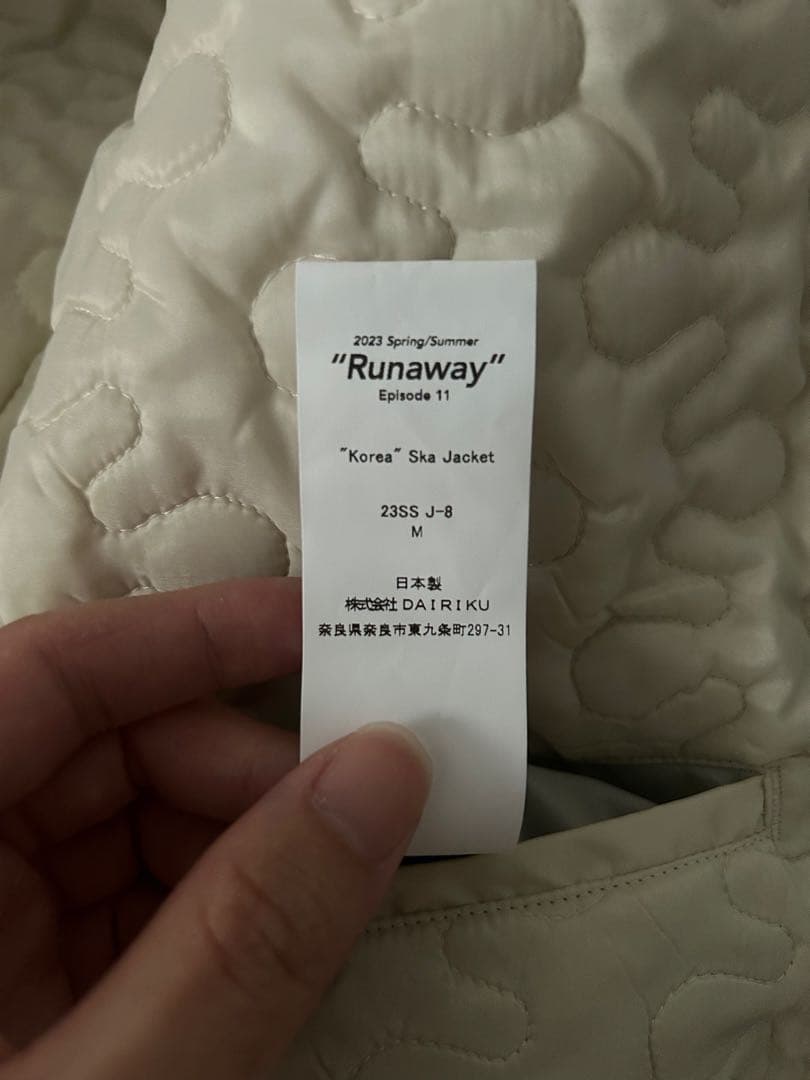 2023 Spring/Summer
"Runaway"
Episode 11
"Korea" Ska Jacket
23SS J-8
M
日本製
株式会社 DAIRIKU
奈良県奈良市東九条町297-31